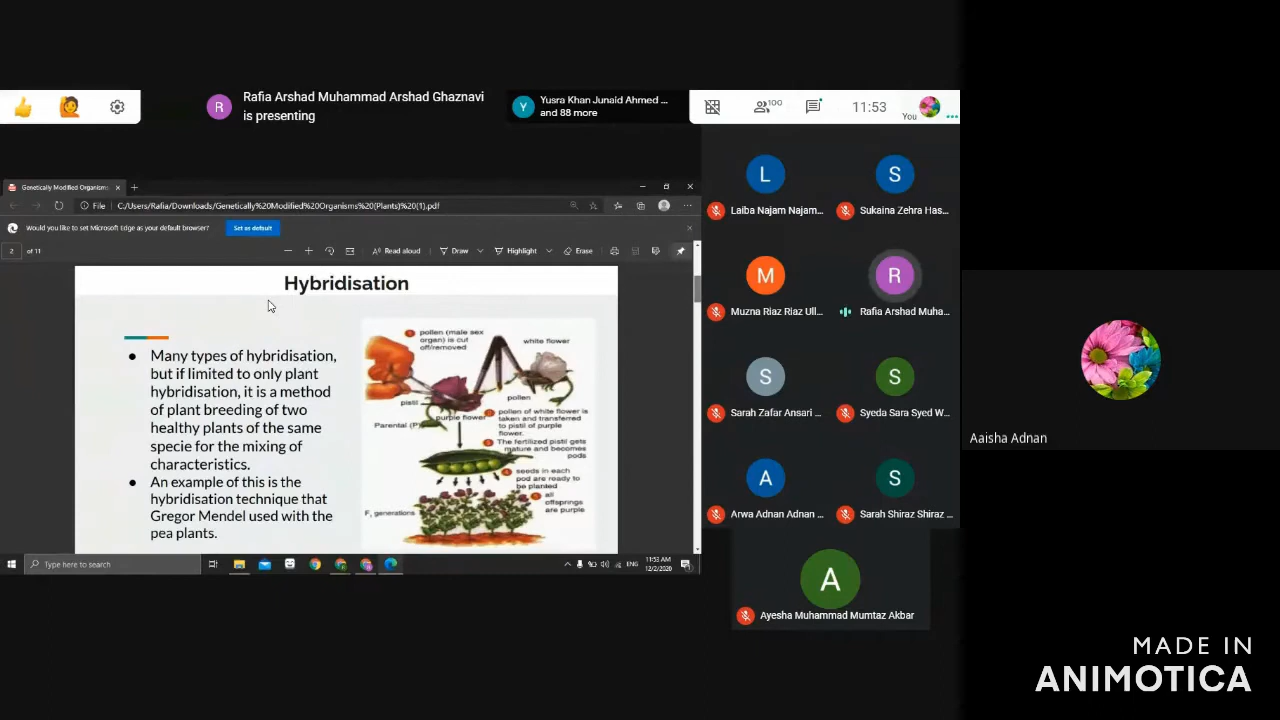 Rafia Arshad Muhammad Arshad Ghaznavi
is presenting
Y
Yusra Khan Junaid Ahmed ...
and 88 more
100
11:53
You
R
Genetically Modified Organism
File
C:/Users/Rafia/Downloads/Genetically%20Modified%20Organisms%20(Plants)%20(1).pdf
Would you like to set Microsoft Edge as your default browser?
Set as default
2 of 11
Read aloud
Draw
Highlight
Erase
Hybridisation
Many types of hybridisation,
but if limited to only plant
hybridisation, it is a method
of plant breeding of two
healthy plants of the same
specie for the mixing of
characteristics.
An example of this is the
hybridisation technique that
Gregor Mendel used with the
pea plants.
1 pollen (male sex
organ) is cut
off/removed
white flower
pistil
pollen
purple flower
Parental (P)
pollen of white flower is
taken and transferred
to pistil of purple
flower.
3 The fertilized pistil gets
mature and becomes
pods
4 seeds in each
pod are ready to
be planted
5 all
offsprings
are purple
F₁ generations
Type here to search
ENG
11:53 AM
12/2/2020
L
Laiba Najam Najam...
S
Sukaina Zehra Has...
M
Muzna Riaz Riaz Ull...
R
Rafia Arshad Muha...
S
Sarah Zafar Ansari ...
S
Syeda Sara Syed W...
A
Arwa Adnan Adnan ...
S
Sarah Shiraz Shiraz ...
A
Ayesha Muhammad Mumtaz Akbar
Aaisha Adnan
MADE IN
ANIMOTICA